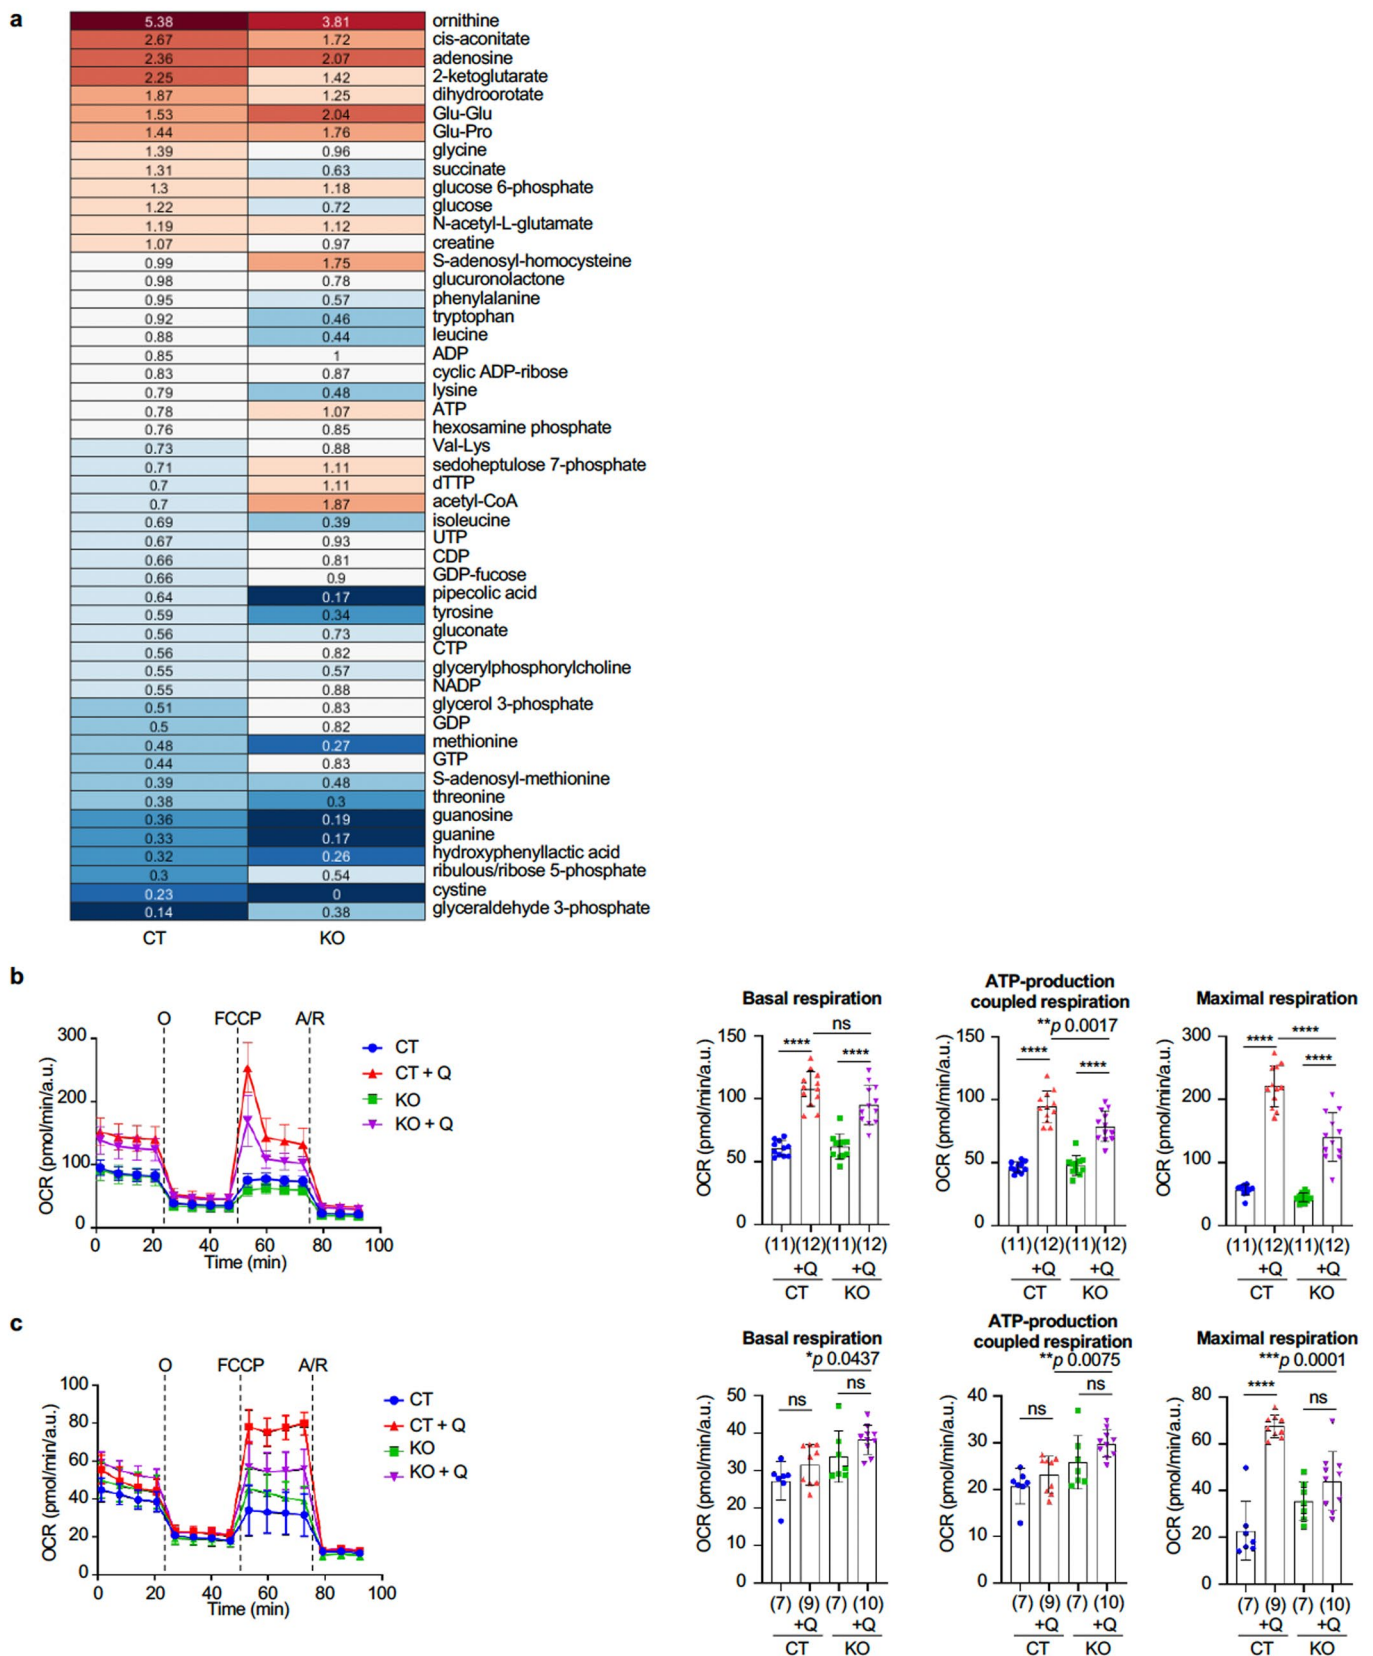 a
5.38 3.81 ornithine
2.67 1.72 cis-aconitate
2.36 2.07 adenosine
2.25 1.42 2-ketoglutarate
1.87 1.25 dihydroorotate
1.53 2.04 Glu-Glu
1.44 1.76 Glu-Pro
1.39 0.96 glycine
1.31 0.63 succinate
1.3 1.18 glucose 6-phosphate
1.22 0.72 glucose
1.19 1.12 N-acetyl-L-glutamate
1.07 0.97 creatine
0.99 1.75 S-adenosyl-homocysteine
0.98 0.78 glucuronolactone
0.95 0.57 phenylalanine
0.92 0.46 tryptophan
0.88 0.44 leucine
0.85 1 ADP
0.83 0.87 cyclic ADP-ribose
0.79 0.48 lysine
0.78 1.07 ATP
0.76 0.85 hexosamine phosphate
0.73 0.88 Val-Lys
0.71 1.11 sedoheptulose 7-phosphate
0.7 1.11 dTTP
0.7 1.87 acetyl-CoA
0.69 0.39 isoleucine
0.67 0.93 UTP
0.66 0.81 CDP
0.66 0.9 GDP-fucose
0.64 0.17 pipecolic acid
0.59 0.34 tyrosine
0.56 0.73 gluconate
0.56 0.82 CTP
0.55 0.57 glycerylphosphorylcholine
0.55 0.88 NADP
0.51 0.83 glycerol 3-phosphate
0.5 0.82 GDP
0.48 0.27 methionine
0.44 0.83 GTP
0.39 0.48 S-adenosyl-methionine
0.38 0.3 threonine
0.36 0.19 guanosine
0.33 0.17 guanine
0.32 0.26 hydroxyphenyllactic acid
0.3 0.54 ribulous/ribose 5-phosphate
0.23 0 cystine
0.14 0.38 glyceraldehyde 3-phosphate
CT KO
b
O FCCP A/R
OCR (pmol/min/a.u.)
300
200
100
0
0 20 40 60 80 100
Time (min)
CT
CT + Q
KO
KO + Q
Basal respiration
OCR (pmol/min/a.u.)
150
100
50
0
ns
**** ****
(11)(12)(11)(12)
+Q +Q
CT KO
ATP-production
coupled respiration
**p 0.0017
**** ****
OCR (pmol/min/a.u.)
150
100
50
0
(11)(12)(11)(12)
+Q +Q
CT KO
Maximal respiration
OCR (pmol/min/a.u.)
300
200
100
0
**** ****
****
(11)(12)(11)(12)
+Q +Q
CT KO
c
O FCCP A/R
OCR (pmol/min/a.u.)
100
80
60
40
20
0
0 20 40 60 80 100
Time (min)
CT
CT + Q
KO
KO + Q
Basal respiration
*p 0.0437
ns ns
OCR (pmol/min/a.u.)
50
40
30
20
10
0
(7) (9) (7) (10)
+Q +Q
CT KO
ATP-production
coupled respiration
**p 0.0075
ns ns
OCR (pmol/min/a.u.)
40
30
20
10
0
(7) (9) (7) (10)
+Q +Q
CT KO
Maximal respiration
***p 0.0001
**** ns
OCR (pmol/min/a.u.)
80
60
40
20
0
(7) (9) (7) (10)
+Q +Q
CT KO